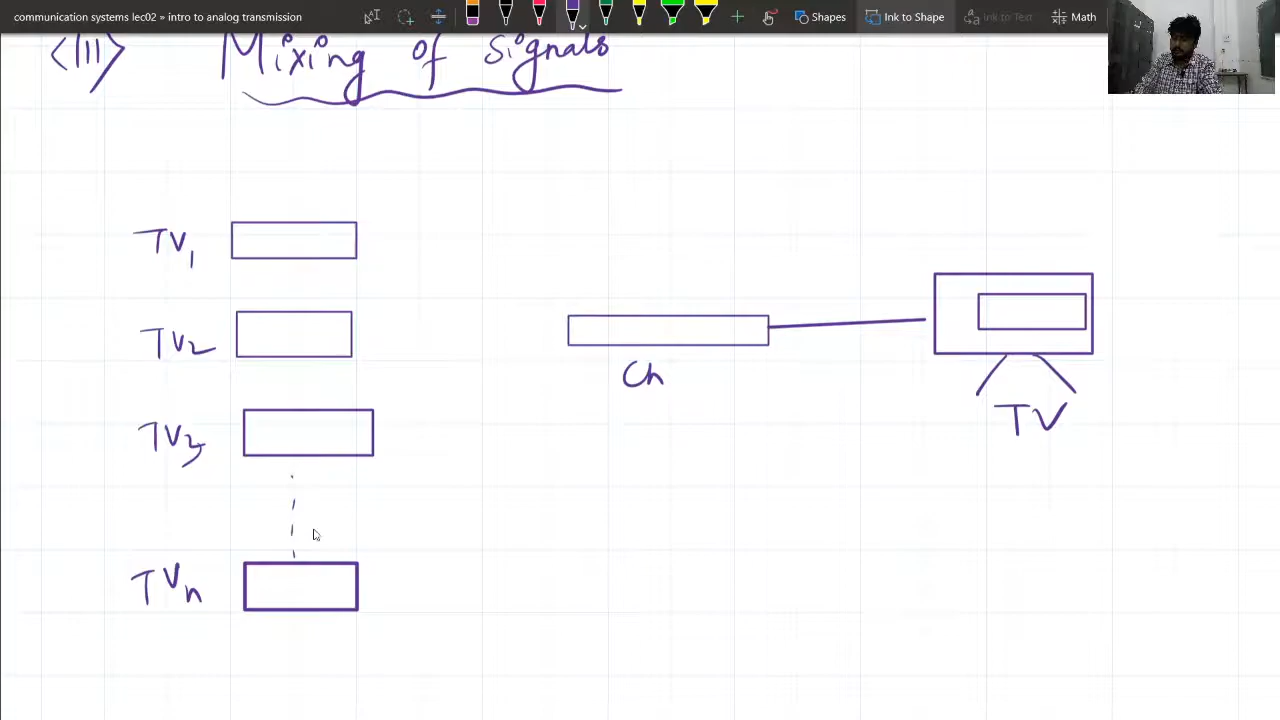 communication systems lec02 » intro to analog transmission
Shapes
Ink to Shape
Ink to Text
Math
<III> Mixing of Signals
TV1
TV2
TV3
TVn
Ch
TV